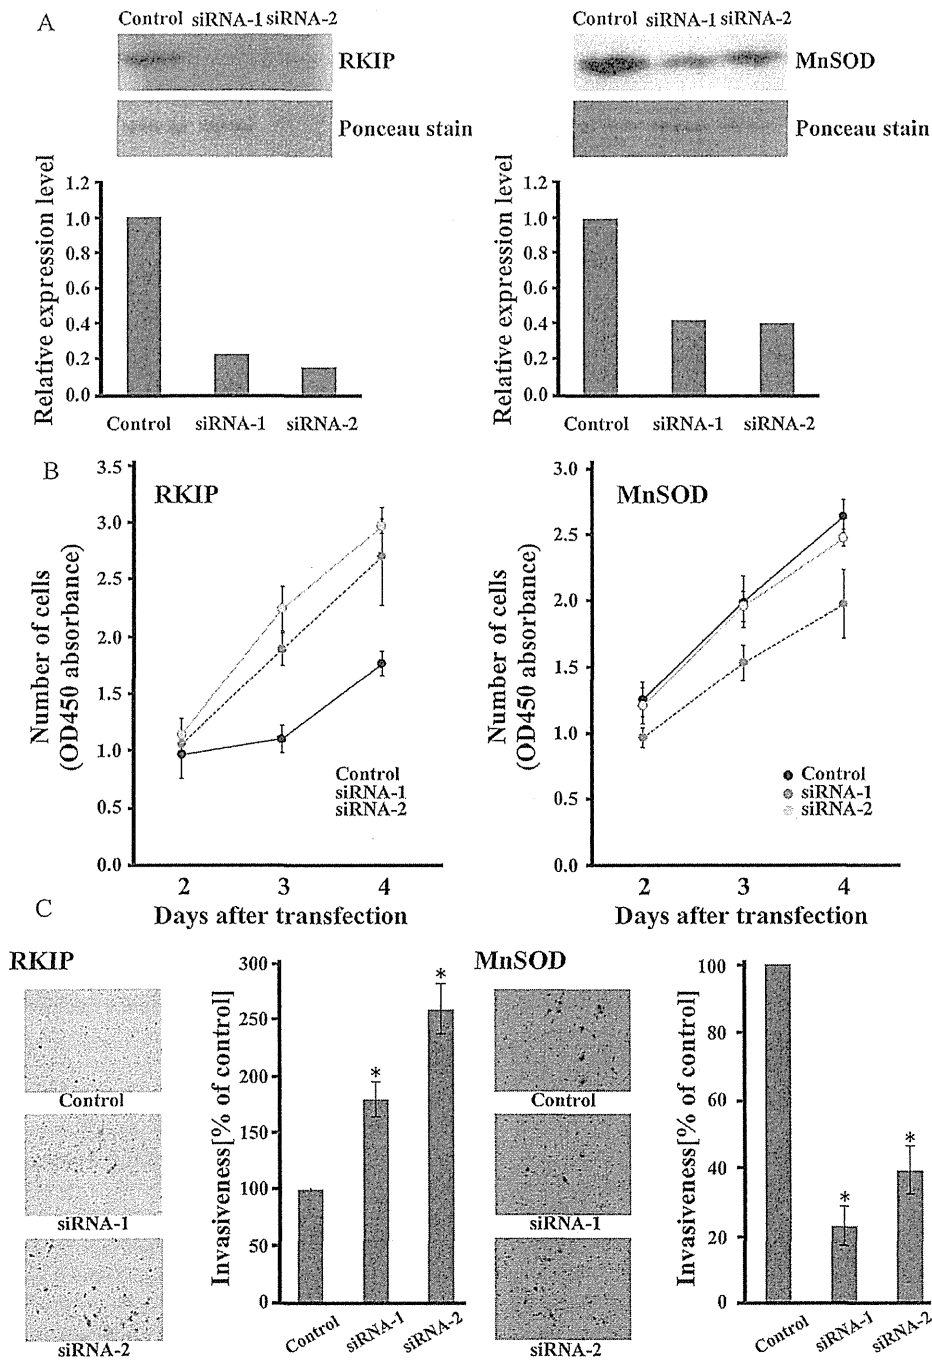 A
Control siRNA-1 siRNA-2
RKIP
Ponceau stain
Relative expression level
1.2
1.0
0.8
0.6
0.4
0.2
0.0
Control siRNA-1 siRNA-2
Control siRNA-1 siRNA-2
MnSOD
Ponceau stain
Relative expression level
1.2
1.0
0.8
0.6
0.4
0.2
0.0
Control siRNA-1 siRNA-2
B
RKIP
Number of cells
(OD450 absorbance)
3.5
3.0
2.5
2.0
1.5
1.0
0.5
0.0
Control
siRNA-1
siRNA-2
2 3 4
Days after transfection
MnSOD
Number of cells
(OD450 absorbance)
3.0
2.5
2.0
1.5
1.0
0.5
0.0
Control
siRNA-1
siRNA-2
2 3 4
Days after transfection
C
RKIP
Control
siRNA-1
siRNA-2
Invasiveness[% of control]
300
250
200
150
100
50
0
*
*
Control siRNA-1 siRNA-2
MnSOD
Control
siRNA-1
siRNA-2
Invasiveness[% of control]
100
80
60
40
20
0
*
*
Control siRNA-1 siRNA-2